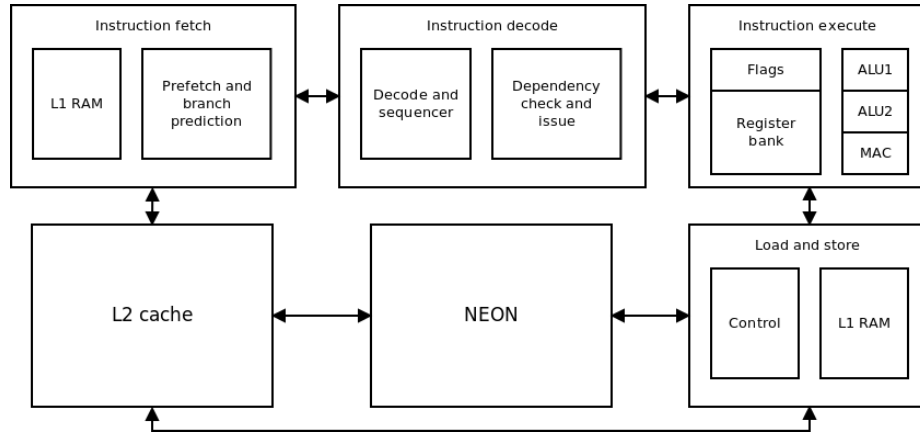 Instruction fetch
L1 RAM
Prefetch and
branch
prediction
Instruction decode
Decode and
sequencer
Dependency
check and
issue
Instruction execute
Flags
Register
bank
ALU1
ALU2
MAC
L2 cache
NEON
Load and store
Control
L1 RAM